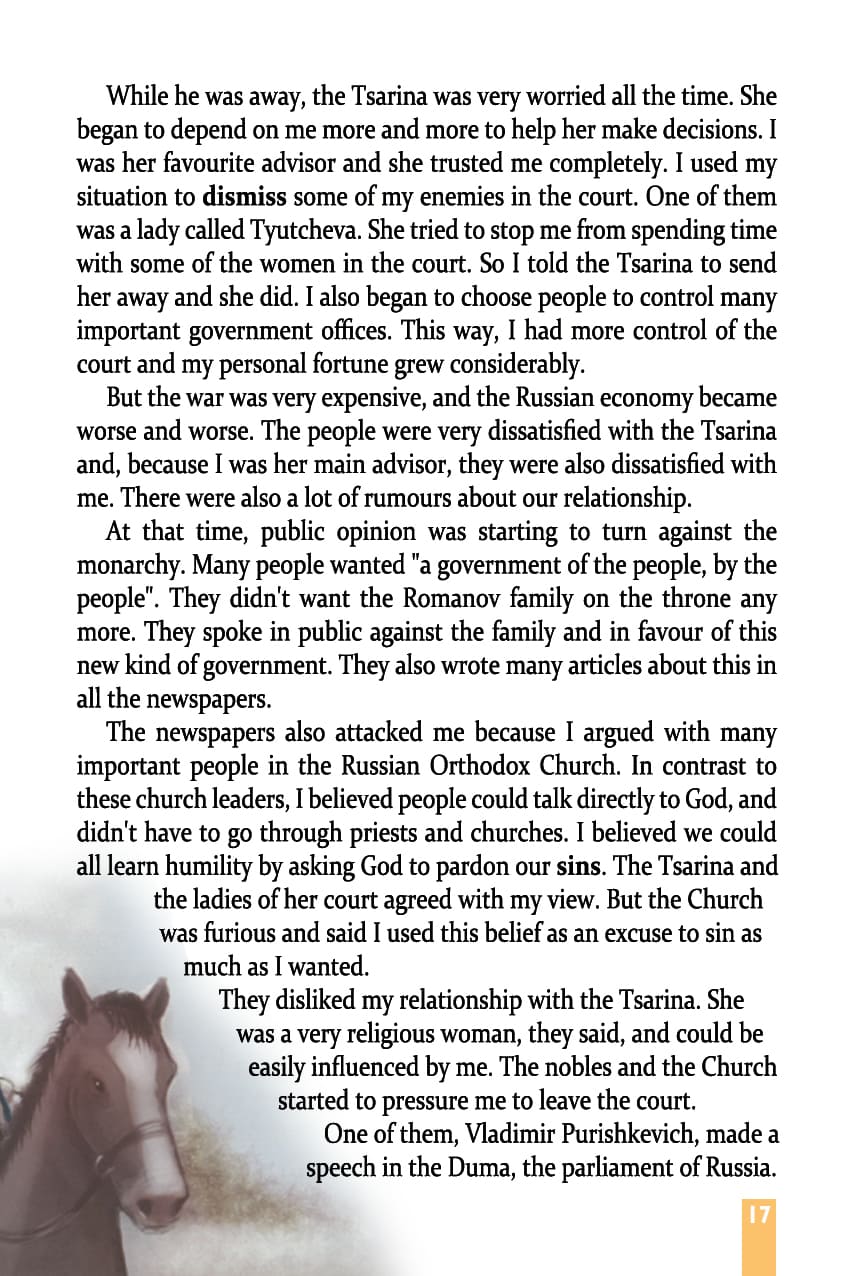 While he was away, the Tsarina was very worried all the time. She
began to depend on me more and more to help her make decisions. I
was her favourite advisor and she trusted me completely. I used my
situation to dismiss some of my enemies in the court. One of them
was a lady called Tyutcheva. She tried to stop me from spending time
with some of the women in the court. So I told the Tsarina to send
her away and she did. I also began to choose people to control many
important government offices. This way, I had more control of the
court and my personal fortune grew considerably.
But the war was very expensive, and the Russian economy became
worse and worse. The people were very dissatisfied with the Tsarina
and, because I was her main advisor, they were also dissatisfied with
me. There were also a lot of rumours about our relationship.
At that time, public opinion was starting to turn against the
monarchy. Many people wanted "a government of the people, by the
people". They didn't want the Romanov family on the throne any
more. They spoke in public against the family and in favour of this
new kind of government. They also wrote many articles about this in
all the newspapers.
The newspapers also attacked me because I argued with many
important people in the Russian Orthodox Church. In contrast to
these church leaders, I believed people could talk directly to God, and
didn't have to go through priests and churches. I believed we could
all learn humility by asking God to pardon our sins. The Tsarina and
the ladies of her court agreed with my view. But the Church
was furious and said I used this belief as an excuse to sin as
much as I wanted.
They disliked my relationship with the Tsarina. She
was a very religious woman, they said, and could be
easily influenced by me. The nobles and the Church
started to pressure me to leave the court.
One of them, Vladimir Purishkevich, made a
speech in the Duma, the parliament of Russia.
17